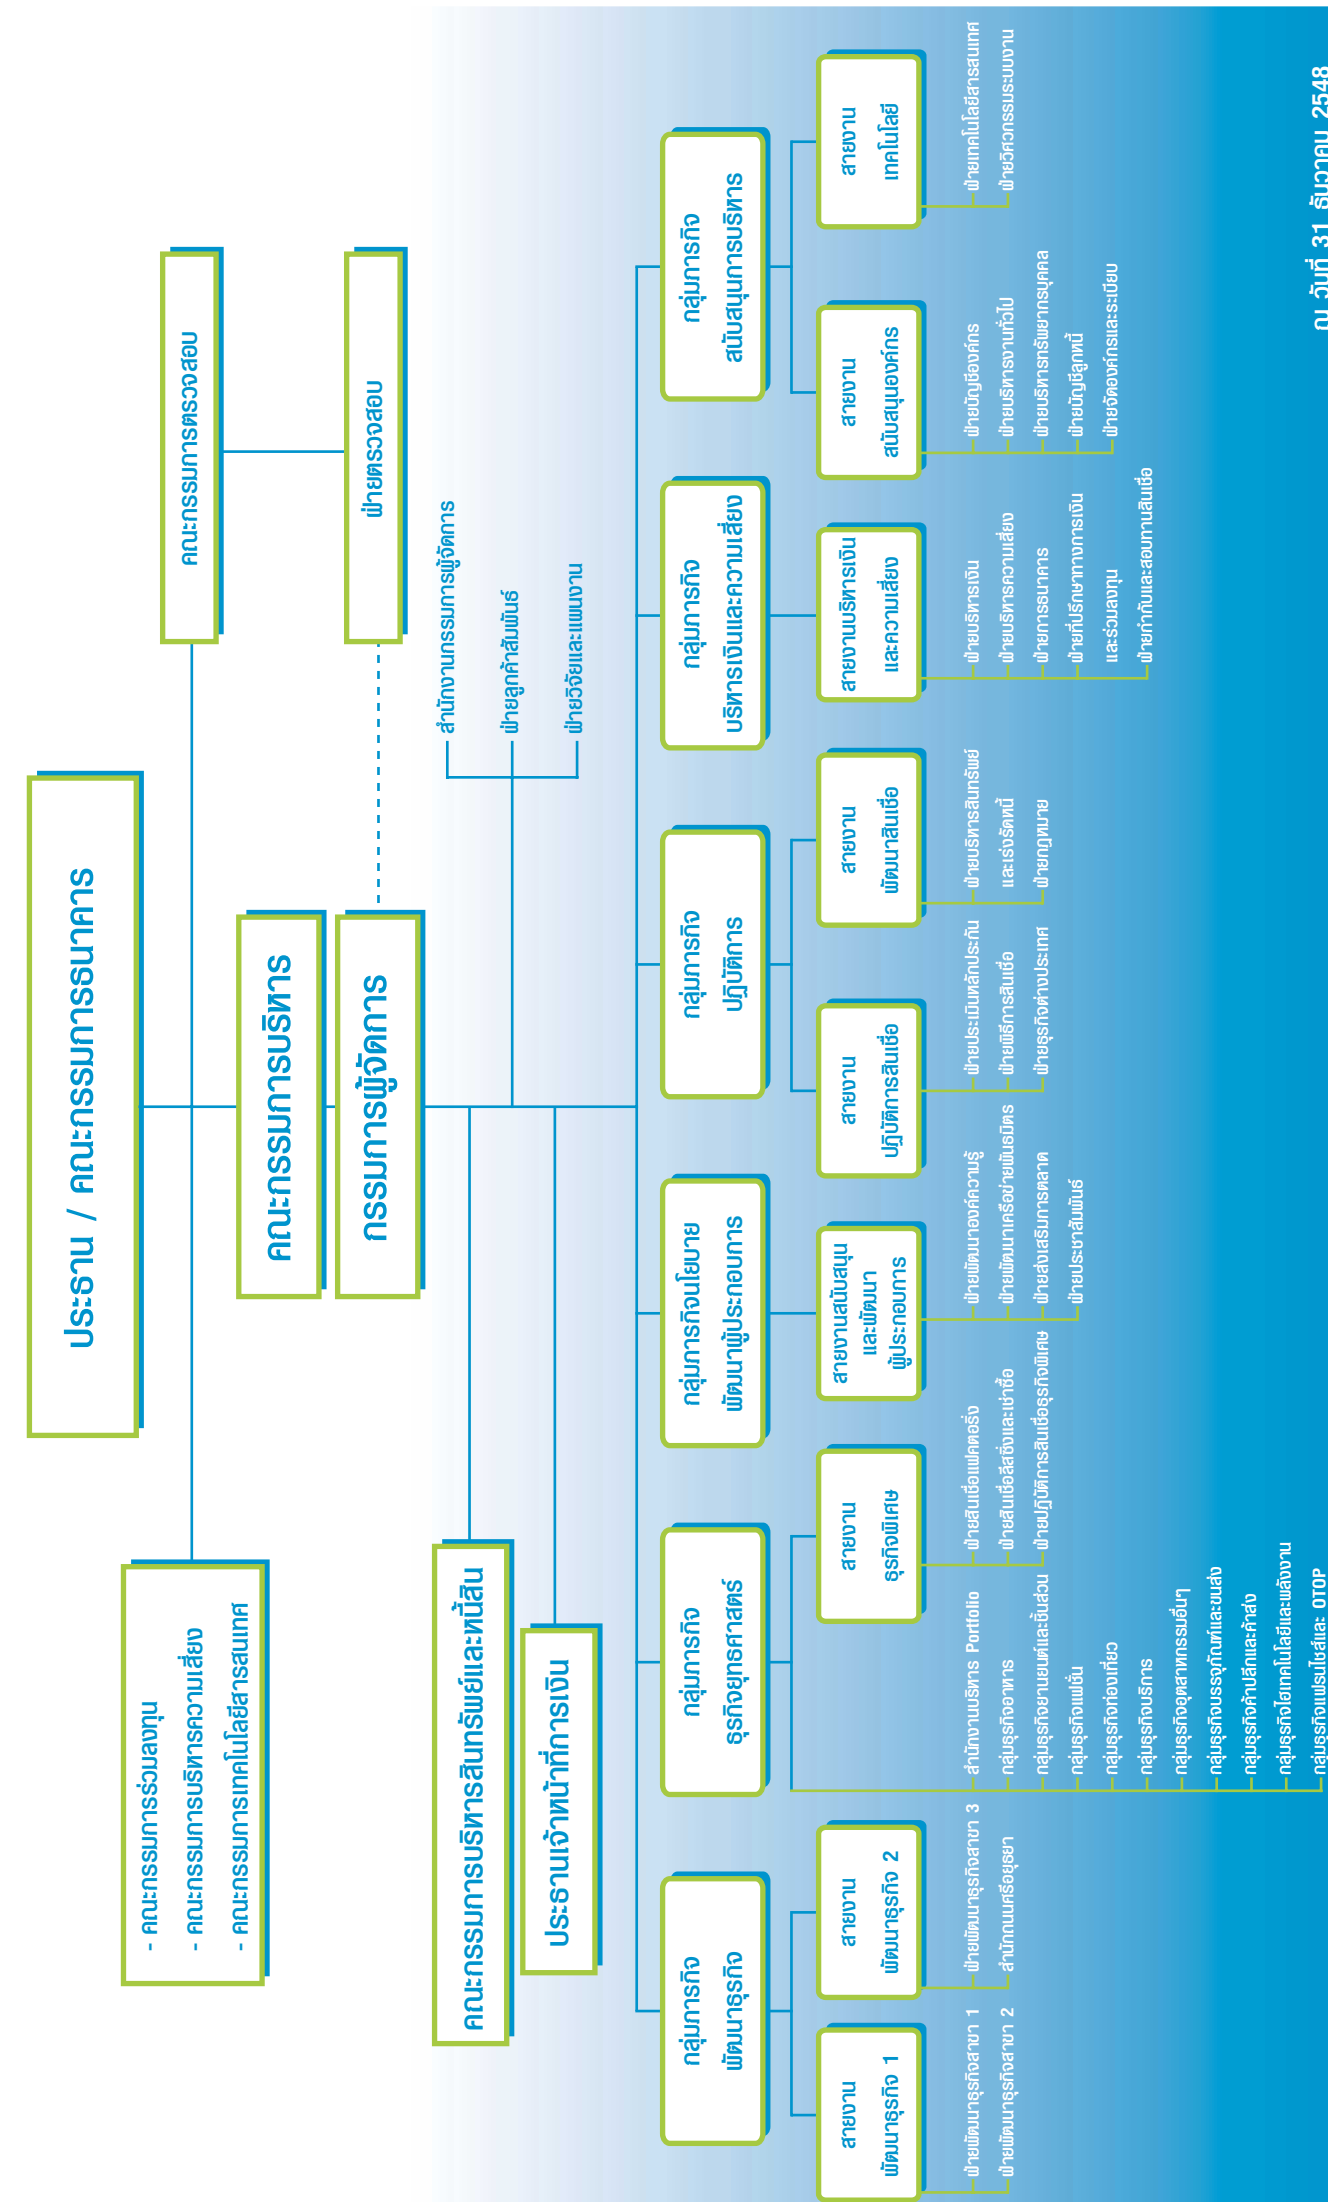 ประธาน / คณะกรรมการธนาคาร
- คณะกรรมการร่วมลงทุน
- คณะกรรมการบริหารความเสี่ยง
- คณะกรรมการเทคโนโลยีสารสนเทศ
คณะกรรมการตรวจสอบ
คณะกรรมการบริหาร
กรรมการผู้จัดการ
ฝ่ายตรวจสอบ
สำนักงานกรรมการผู้จัดการ
ฝ่ายลูกค้าสัมพันธ์
ฝ่ายวิจัยและแผนงาน
คณะกรรมการบริหารสินทรัพย์และหนี้สิน
ประธานเจ้าหน้าที่การเงิน
กลุ่มภารกิจ
พัฒนาธุรกิจ
กลุ่มภารกิจ
ธุรกิจยุทธศาสตร์
กลุ่มภารกิจนโยบาย
พัฒนาผู้ประกอบการ
กลุ่มภารกิจ
ปฏิบัติการ
กลุ่มภารกิจ
บริหารเงินและความเสี่ยง
กลุ่มภารกิจ
สนับสนุนการบริหาร
สายงาน
พัฒนาธุรกิจ 1
ฝ่ายพัฒนาธุรกิจสาขา 1
ฝ่ายพัฒนาธุรกิจสาขา 2
สายงาน
พัฒนาธุรกิจ 2
ฝ่ายพัฒนาธุรกิจสาขา 3
สำนักถนนศรีอยุธยา
สำนักงานบริหาร Portfolio
กลุ่มธุรกิจอาหาร
กลุ่มธุรกิจยานยนต์และชิ้นส่วน
กลุ่มธุรกิจแฟชั่น
กลุ่มธุรกิจท่องเที่ยว
กลุ่มธุรกิจบริการ
กลุ่มธุรกิจอุตสาหกรรมอื่นๆ
กลุ่มธุรกิจบรรจุภัณฑ์และขนส่ง
กลุ่มธุรกิจค้าปลีกและค้าส่ง
กลุ่มธุรกิจไฮเทคโนโลยีและพลังงาน
กลุ่มธุรกิจแฟรนไชส์และ OTOP
สายงาน
ธุรกิจพิเศษ
ฝ่ายสินเชื่อแฟคตอริ่ง
ฝ่ายสินเชื่อลีสซิ่งและเช่าซื้อ
ฝ่ายปฏิบัติการสินเชื่อธุรกิจพิเศษ
สายงานสนับสนุน
และพัฒนา
ผู้ประกอบการ
ฝ่ายพัฒนาองค์ความรู้
ฝ่ายพัฒนาเครือข่ายพันธมิตร
ฝ่ายส่งเสริมการตลาด
ฝ่ายประชาสัมพันธ์
สายงาน
ปฏิบัติการสินเชื่อ
ฝ่ายประเมินหลักประกัน
ฝ่ายพิธีการสินเชื่อ
ฝ่ายธุรกิจต่างประเทศ
สายงาน
พัฒนาสินเชื่อ
ฝ่ายบริหารสินทรัพย์
และเร่งรัดหนี้
ฝ่ายกฎหมาย
สายงานบริหารเงิน
และความเสี่ยง
ฝ่ายบริหารเงิน
ฝ่ายบริหารความเสี่ยง
ฝ่ายการธนาคาร
ฝ่ายที่ปรึกษาทางการเงิน
และร่วมลงทุน
ฝ่ายกำกับและสอบทานสินเชื่อ
สายงาน
สนับสนุนองค์กร
ฝ่ายบัญชีองค์กร
ฝ่ายบริหารงานทั่วไป
ฝ่ายบริหารทรัพยากรบุคคล
ฝ่ายบัญชีลูกหนี้
ฝ่ายจัดองค์กรและระเบียบ
สายงาน
เทคโนโลยี
ฝ่ายเทคโนโลยีสารสนเทศ
ฝ่ายวิศวกรรมระบบงาน
ณ วันที่ 31 ธันวาคม 2548